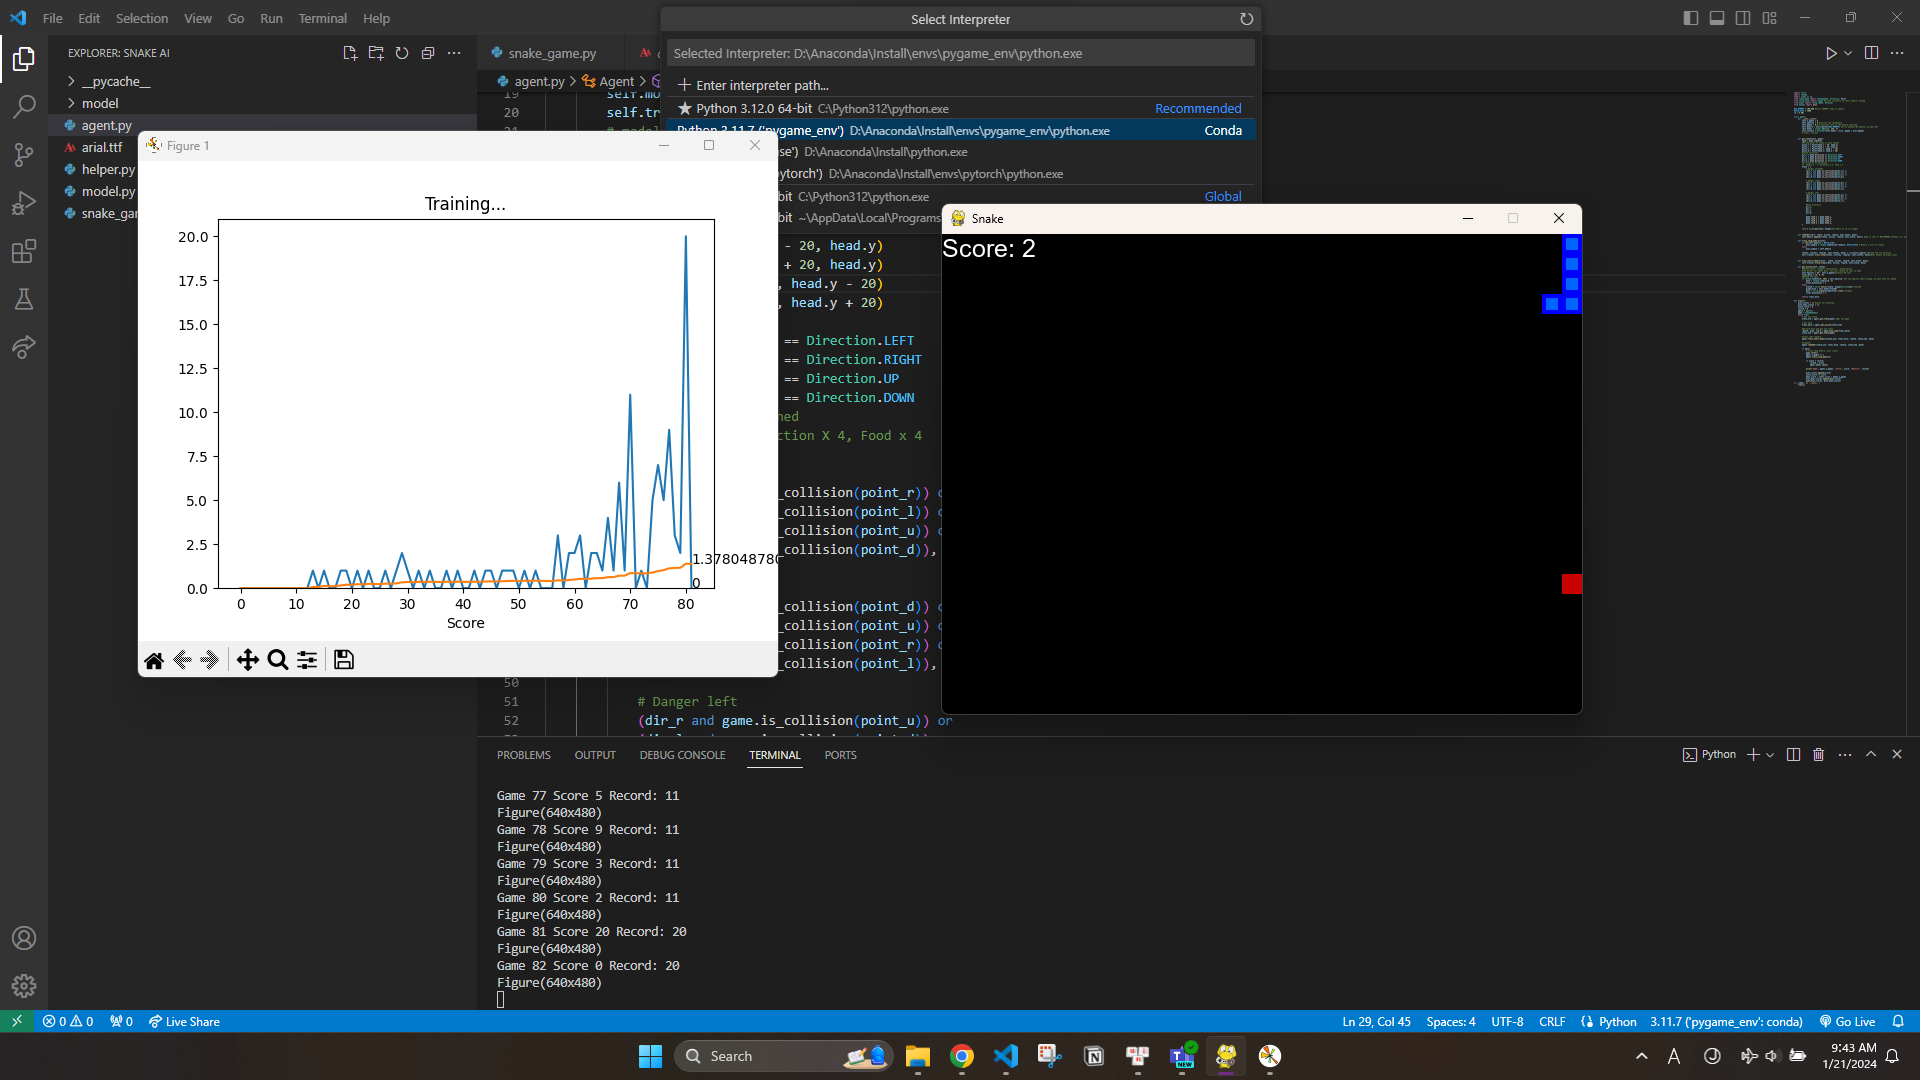 File Edit Selection View Go Run Terminal Help
Select Interpreter
EXPLORER: SNAKE AI
snake_game.py
Selected Interpreter: D:\Anaconda\Install\envs\pygame_env\python.exe
__pycache__
agent.py > Agent >
Enter interpreter path...
model
Python 3.12.0 64-bit C:\Python312\python.exe Recommended
agent.py
Python 3.11.7 ('pygame_env') D:\Anaconda\Install\envs\pygame_env\python.exe Conda
arial.ttf
se') D:\Anaconda\Install\python.exe
helper.py
ytorch') D:\Anaconda\Install\envs\pytorch\python.exe
model.py
bit C:\Python312\python.exe Global
snake_gar
bit ~\AppData\Local\Programs
20 self.tr
Figure 1
Training...
20.0
17.5
15.0
12.5
10.0
7.5
5.0
2.5
0.0
0 10 20 30 40 50 60 70 80
Score
1.378048780
0
Snake
Score: 2
- 20, head.y)
+ 20, head.y)
, head.y - 20)
, head.y + 20)
== Direction.LEFT
== Direction.RIGHT
== Direction.UP
== Direction.DOWN
ned
ction X 4, Food x 4
_collision(point_r)) o
_collision(point_l)) o
_collision(point_u)) o
_collision(point_d)),
_collision(point_d)) o
_collision(point_u)) o
_collision(point_r)) o
_collision(point_l)),
50
51 # Danger left
52 (dir_r and game.is_collision(point_u)) or
PROBLEMS OUTPUT DEBUG CONSOLE TERMINAL PORTS
Python
Game 77 Score 5 Record: 11
Figure(640x480)
Game 78 Score 9 Record: 11
Figure(640x480)
Game 79 Score 3 Record: 11
Figure(640x480)
Game 80 Score 2 Record: 11
Figure(640x480)
Game 81 Score 20 Record: 20
Figure(640x480)
Game 82 Score 0 Record: 20
Figure(640x480)
0 0 0 Live Share
Ln 29, Col 45 Spaces: 4 UTF-8 CRLF Python 3.11.7 ('pygame_env': conda) Go Live
Search
NEW
9:43 AM
1/21/2024